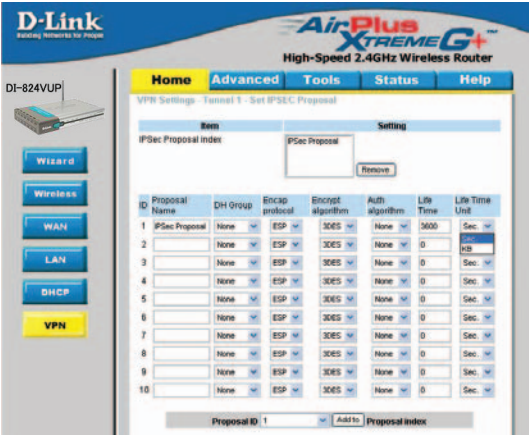 D-Link
Building Networks for People
AirPlus
XTREME G+™
High-Speed 2.4GHz Wireless Router
DI-824VUP
Home Advanced Tools Status Help
VPN Settings - Tunnel 1 - Set IPSEC Proposal
Item Setting
IPSec Proposal index IPSec Proposal
Remove
Wizard
Wireless
WAN
LAN
DHCP
VPN
ID Proposal Name DH Group Encap protocol Encrypt algorithm Auth algorithm Life Time Life Time Unit
1 IPSec Proposal None ESP 3DES None 3600 Sec.
Sec.
KB
2 None ESP 3DES None 0
3 None ESP 3DES None 0 Sec.
4 None ESP 3DES None 0 Sec.
5 None ESP 3DES None 0 Sec.
6 None ESP 3DES None 0 Sec.
7 None ESP 3DES None 0 Sec.
8 None ESP 3DES None 0 Sec.
9 None ESP 3DES None 0 Sec.
10 None ESP 3DES None 0 Sec.
Proposal ID 1 Add to Proposal index